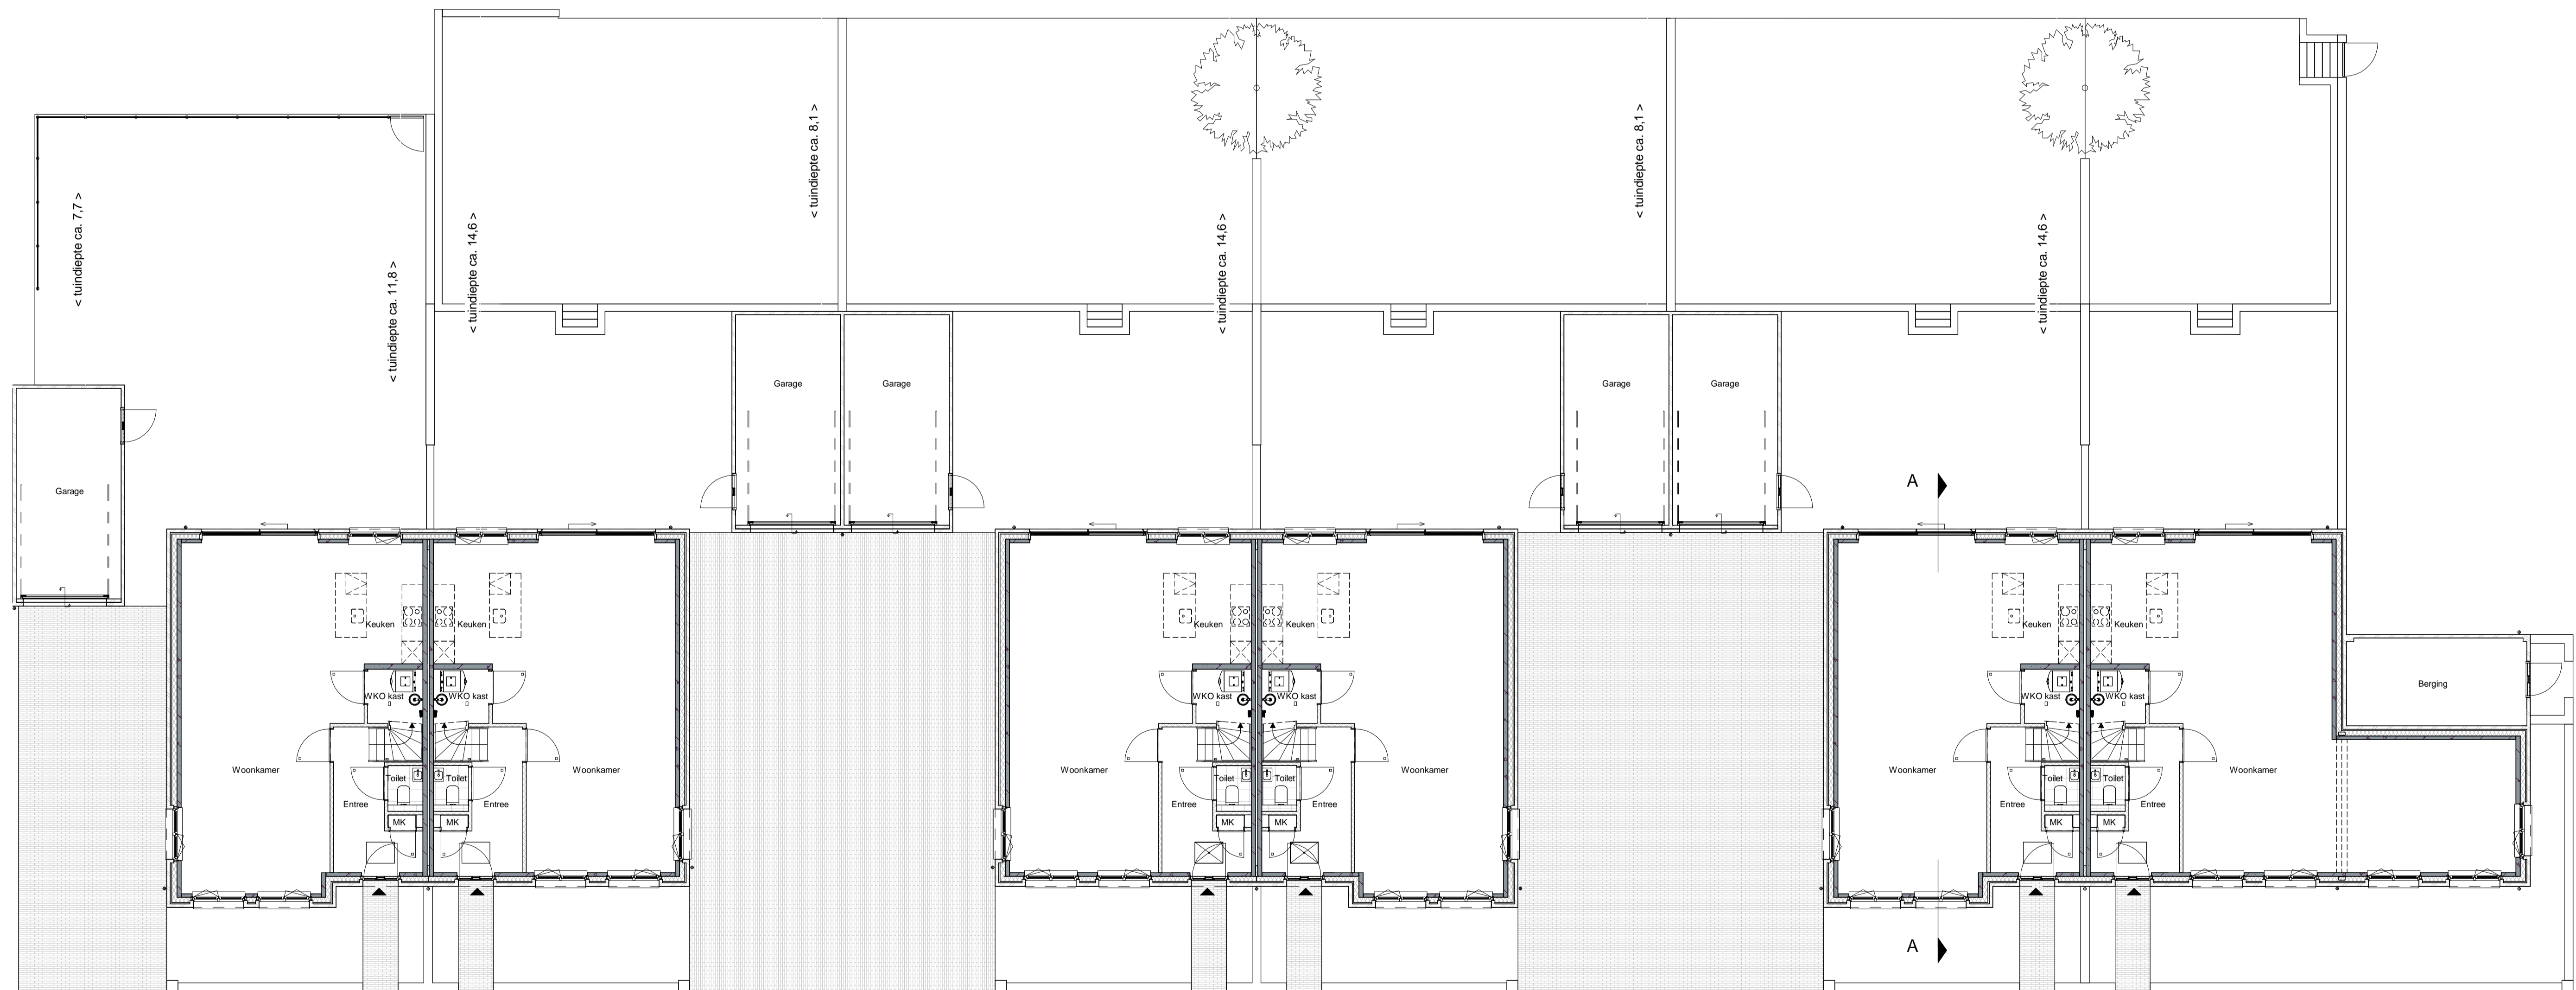 < tuindiepte ca. 7,7 >
< tuindiepte ca. 11,8 >
< tuindiepte ca. 14,6 >
< tuindiepte ca. 8,1 >
< tuindiepte ca. 14,6 >
< tuindiepte ca. 8,1 >
< tuindiepte ca. 14,6 >
Garage
Garage
Garage
Garage
Garage
A
Keuken
Keuken
Keuken
Keuken
Keuken
Keuken
Berging
WKO kast
WKO kast
WKO kast
WKO kast
WKO kast
WKO kast
Woonkamer
Woonkamer
Woonkamer
Woonkamer
Woonkamer
Woonkamer
Toilet
Toilet
Toilet
Toilet
Toilet
Toilet
Entree
Entree
Entree
Entree
Entree
Entree
MK
MK
MK
MK
MK
MK
A